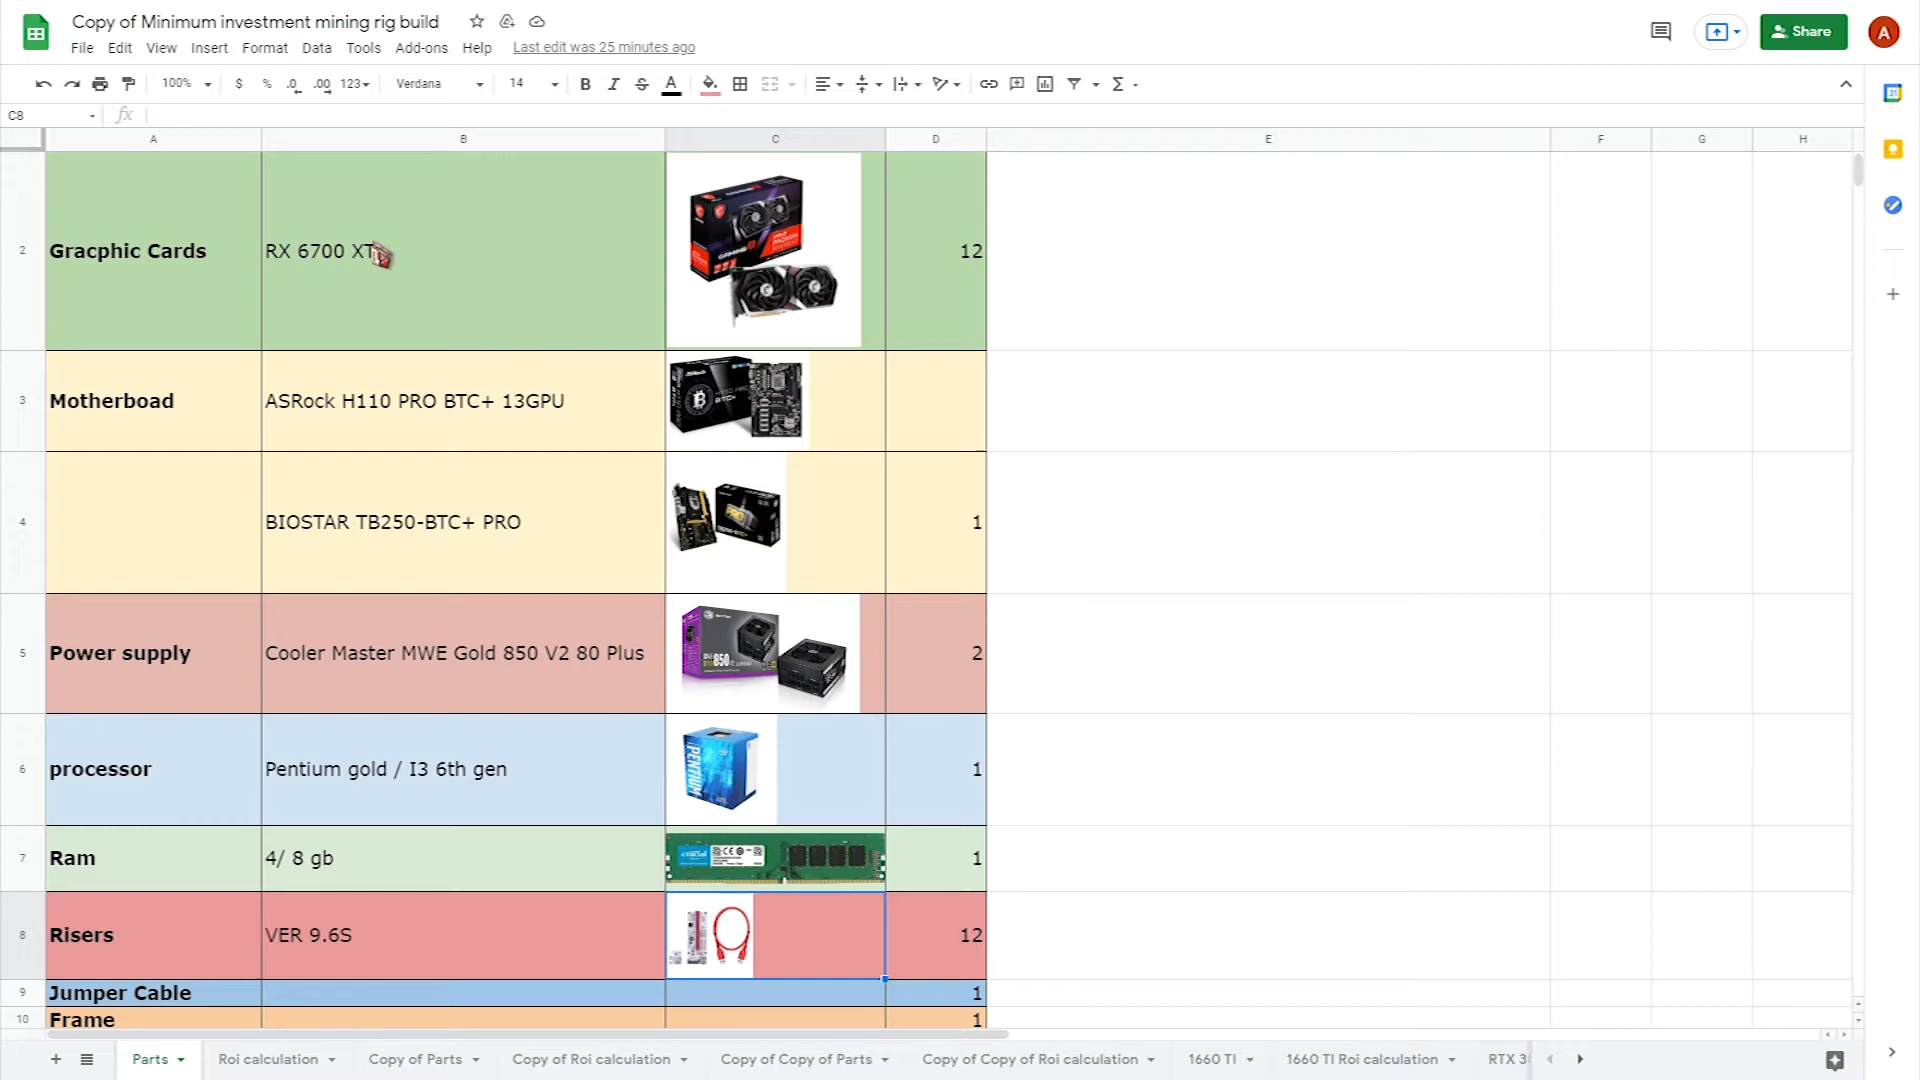 Copy of Minimum investment mining rig build
File Edit View Insert Format Data Tools Add-ons Help Last edit was 25 minutes ago
Share
A
100% $ % .0 .00 123 Verdana 14 B I S A
C8 fx
A B C D E F G H
2 Gracphic Cards RX 6700 XT 12
3 Motherboad ASRock H110 PRO BTC+ 13GPU
4 BIOSTAR TB250-BTC+ PRO 1
5 Power supply Cooler Master MWE Gold 850 V2 80 Plus 2
6 processor Pentium gold / I3 6th gen 1
PENTIUM
7 Ram 4/ 8 gb 1
8 Risers VER 9.6S 12
9 Jumper Cable 1
10 Frame 1
Parts Roi calculation Copy of Parts Copy of Roi calculation Copy of Copy of Parts Copy of Copy of Roi calculation 1660 TI 1660 TI Roi calculation RTX